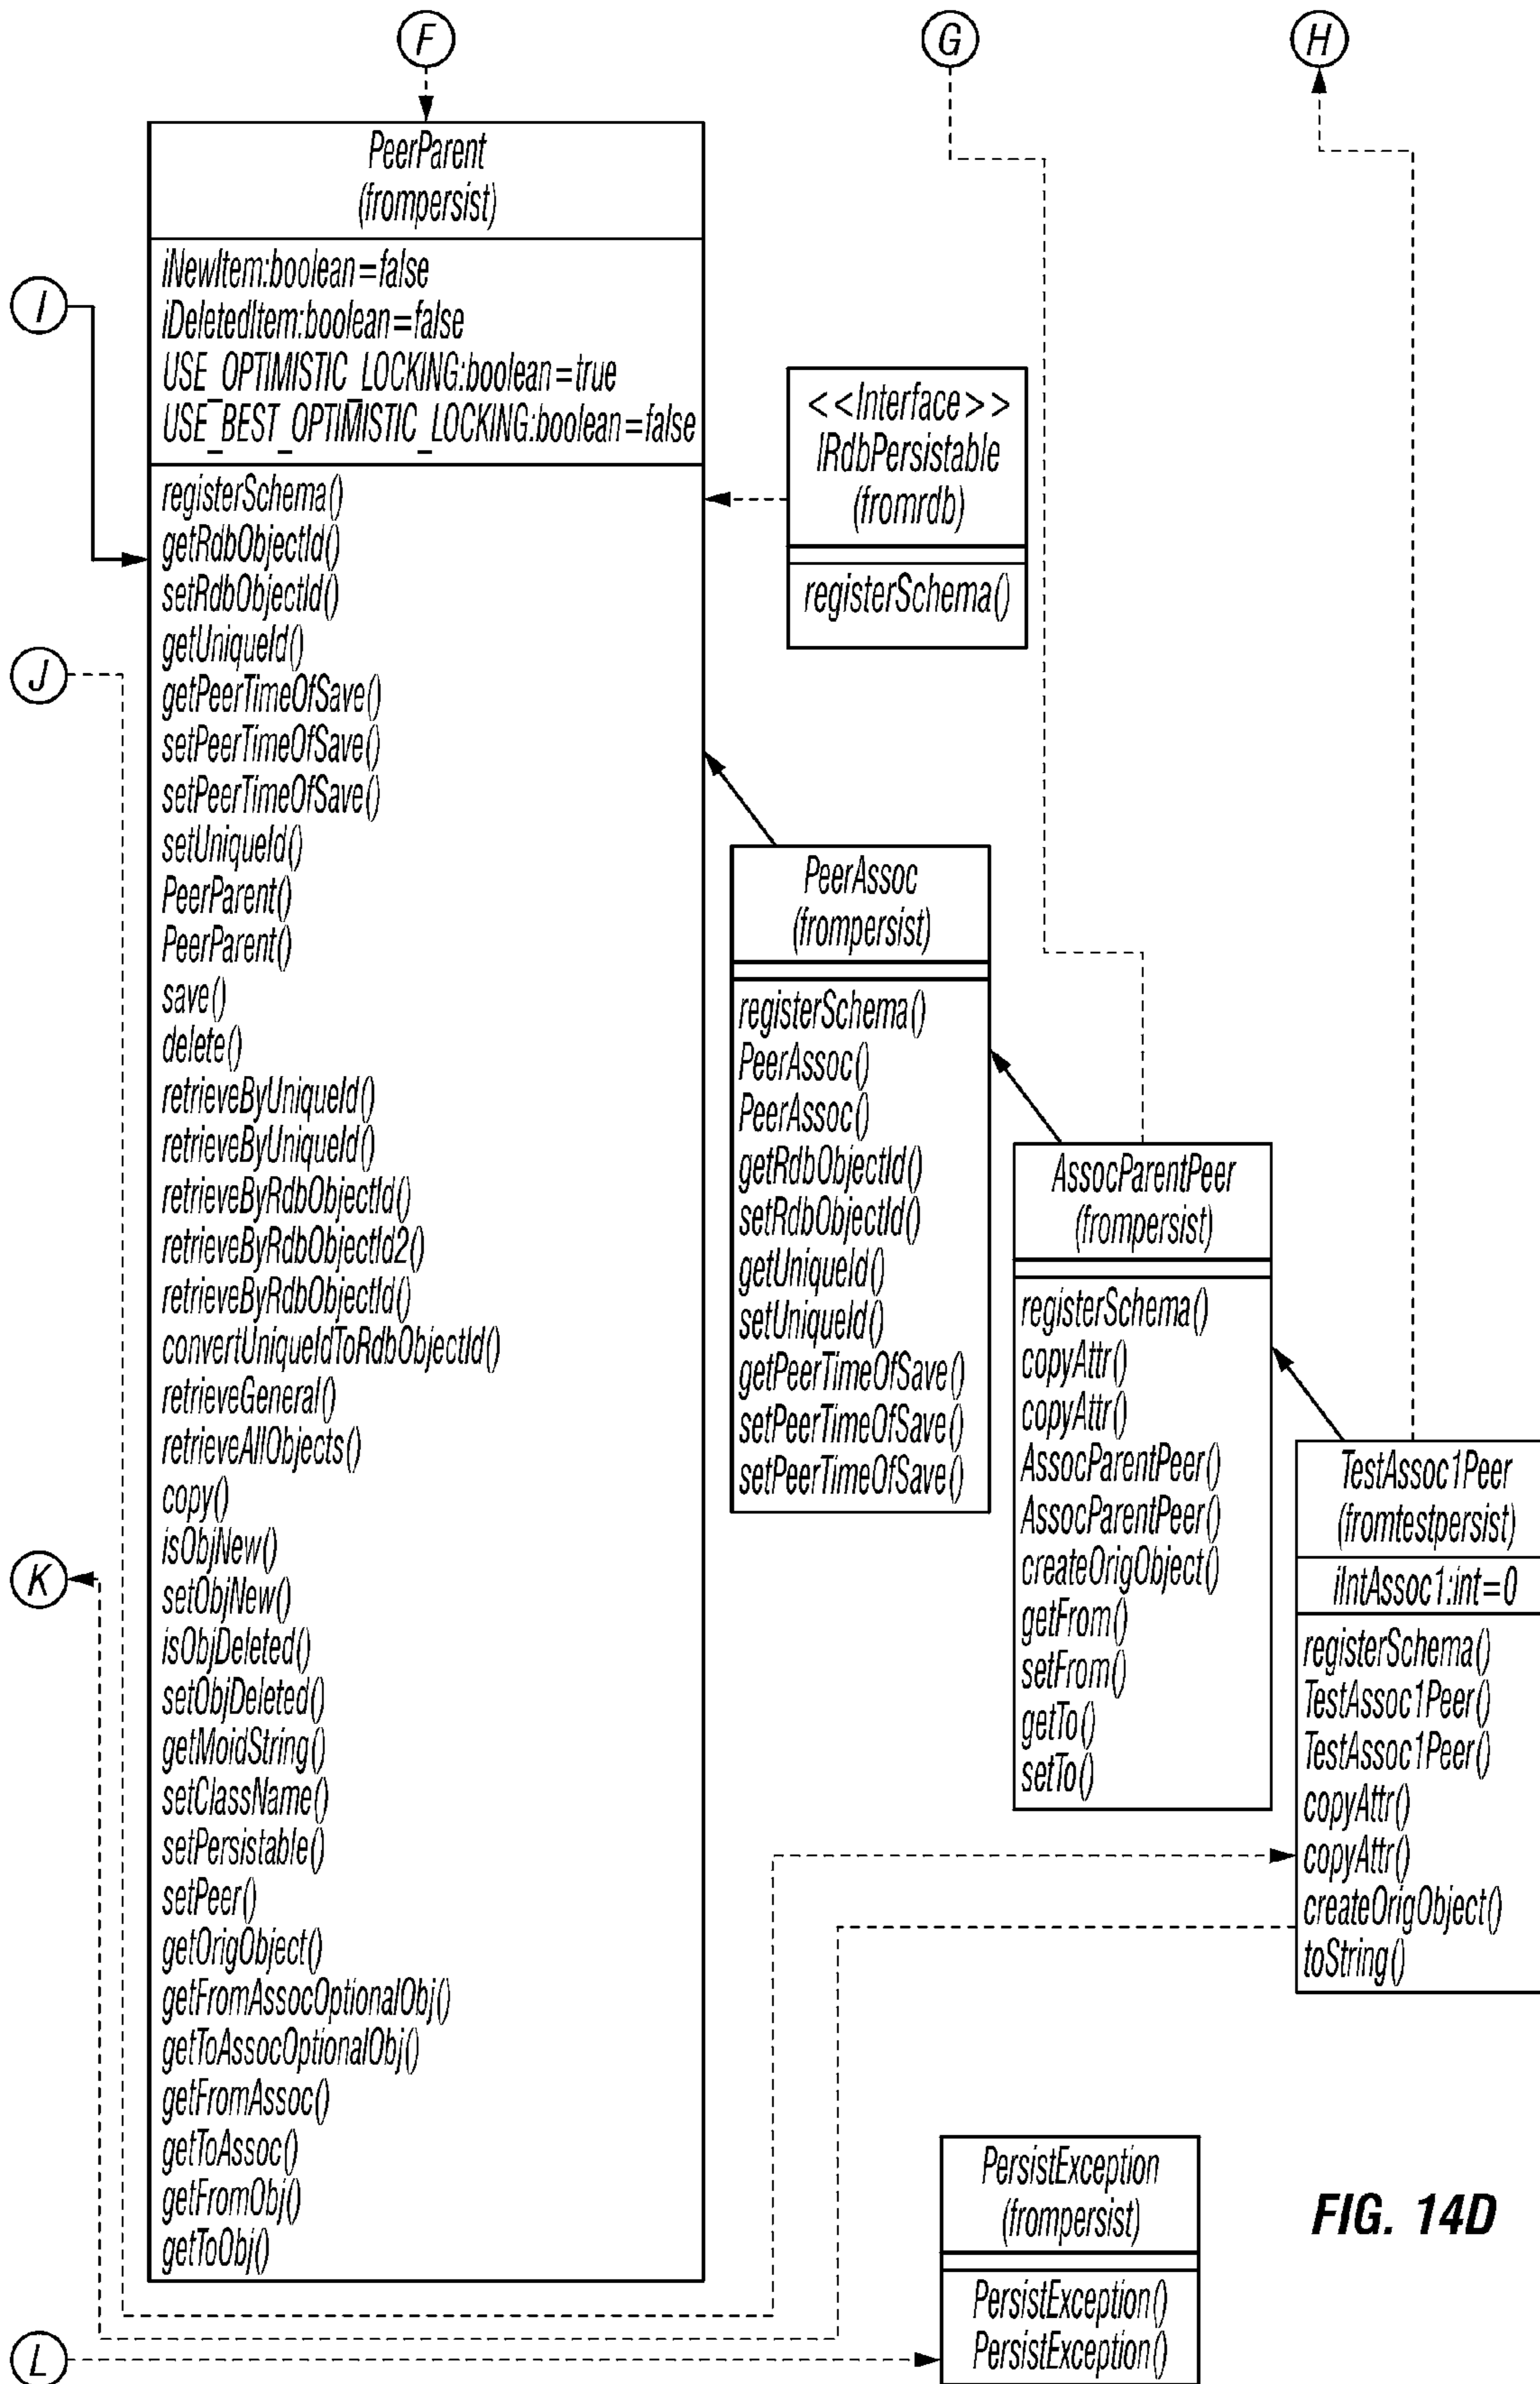 F
G
H
PeerParent
(frompersist)
iNewItem:boolean=false
iDeletedItem:boolean=false
USE_OPTIMISTIC_LOCKING:boolean=true
USE_BEST_OPTIMISTIC_LOCKING:boolean=false
registerSchema()
getRdbObjectId()
setRdbObjectId()
getUniqueId()
getPeerTimeOfSave()
setPeerTimeOfSave()
setPeerTimeOfSave()
setUniqueId()
PeerParent()
PeerParent()
save()
delete()
retrieveByUniqueId()
retrieveByUniqueId()
retrieveByRdbObjectId()
retrieveByRdbObjectId2()
retrieveByRdbObjectId()
convertUniqueIdToRdbObjectId()
retrieveGeneral()
retrieveAllObjects()
copy()
isObjNew()
setObjNew()
isObjDeleted()
setObjDeleted()
getMoidString()
setClassName()
setPersistable()
setPeer()
getOrigObject()
getFromAssocOptionalObj()
getToAssocOptionalObj()
getFromAssoc()
getToAssoc()
getFromObj()
getToObj()
I
J
K
L
<<Interface>>
IRdbPersistable
(fromrdb)
registerSchema()
PeerAssoc
(frompersist)
registerSchema()
PeerAssoc()
PeerAssoc()
getRdbObjectId()
setRdbObjectId()
getUniqueId()
setUniqueId()
getPeerTimeOfSave()
setPeerTimeOfSave()
setPeerTimeOfSave()
AssocParentPeer
(frompersist)
registerSchema()
copyAttr()
copyAttr()
AssocParentPeer()
AssocParentPeer()
createOrigObject()
getFrom()
setFrom()
getTo()
setTo()
TestAssoc1Peer
(fromtestpersist)
iIntAssoc1:int=0
registerSchema()
TestAssoc1Peer()
TestAssoc1Peer()
copyAttr()
copyAttr()
createOrigObject()
toString()
PersistException
(frompersist)
PersistException()
PersistException()
FIG. 14D